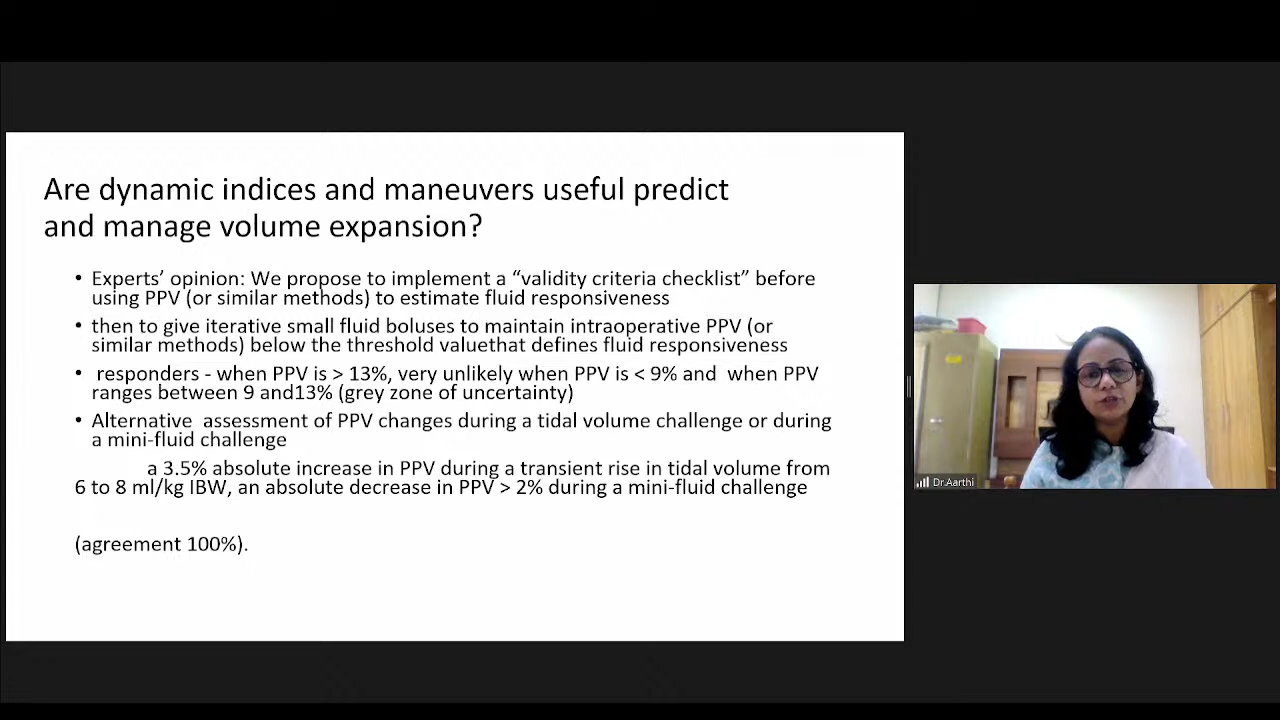 Are dynamic indices and maneuvers useful predict
and manage volume expansion?
• Experts’ opinion: We propose to implement a “validity criteria checklist” before
using PPV (or similar methods) to estimate fluid responsiveness
• then to give iterative small fluid boluses to maintain intraoperative PPV (or
similar methods) below the threshold valuethat defines fluid responsiveness
• responders - when PPV is > 13%, very unlikely when PPV is < 9% and when PPV
ranges between 9 and13% (grey zone of uncertainty)
• Alternative assessment of PPV changes during a tidal volume challenge or during
a mini-fluid challenge
a 3.5% absolute increase in PPV during a transient rise in tidal volume from
6 to 8 ml/kg IBW, an absolute decrease in PPV > 2% during a mini-fluid challenge
(agreement 100%).
Dr.Aarthi